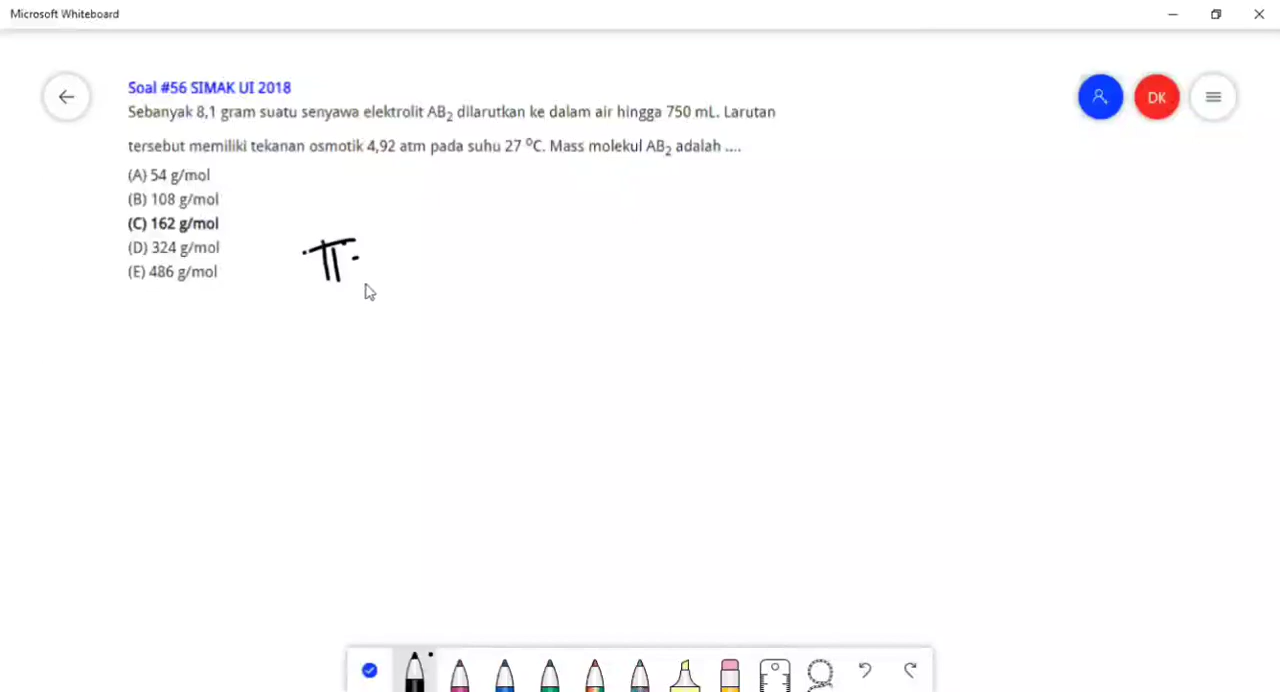 Microsoft Whiteboard
Soal #56 SIMAK UI 2018
Sebanyak 8,1 gram suatu senyawa elektrolit AB₂ dilarutkan ke dalam air hingga 750 mL. Larutan
tersebut memiliki tekanan osmotik 4,92 atm pada suhu 27 ⁰C. Mass molekul AB₂ adalah ....
(A) 54 g/mol
(B) 108 g/mol
(C) 162 g/mol
(D) 324 g/mol
(E) 486 g/mol
π
DK